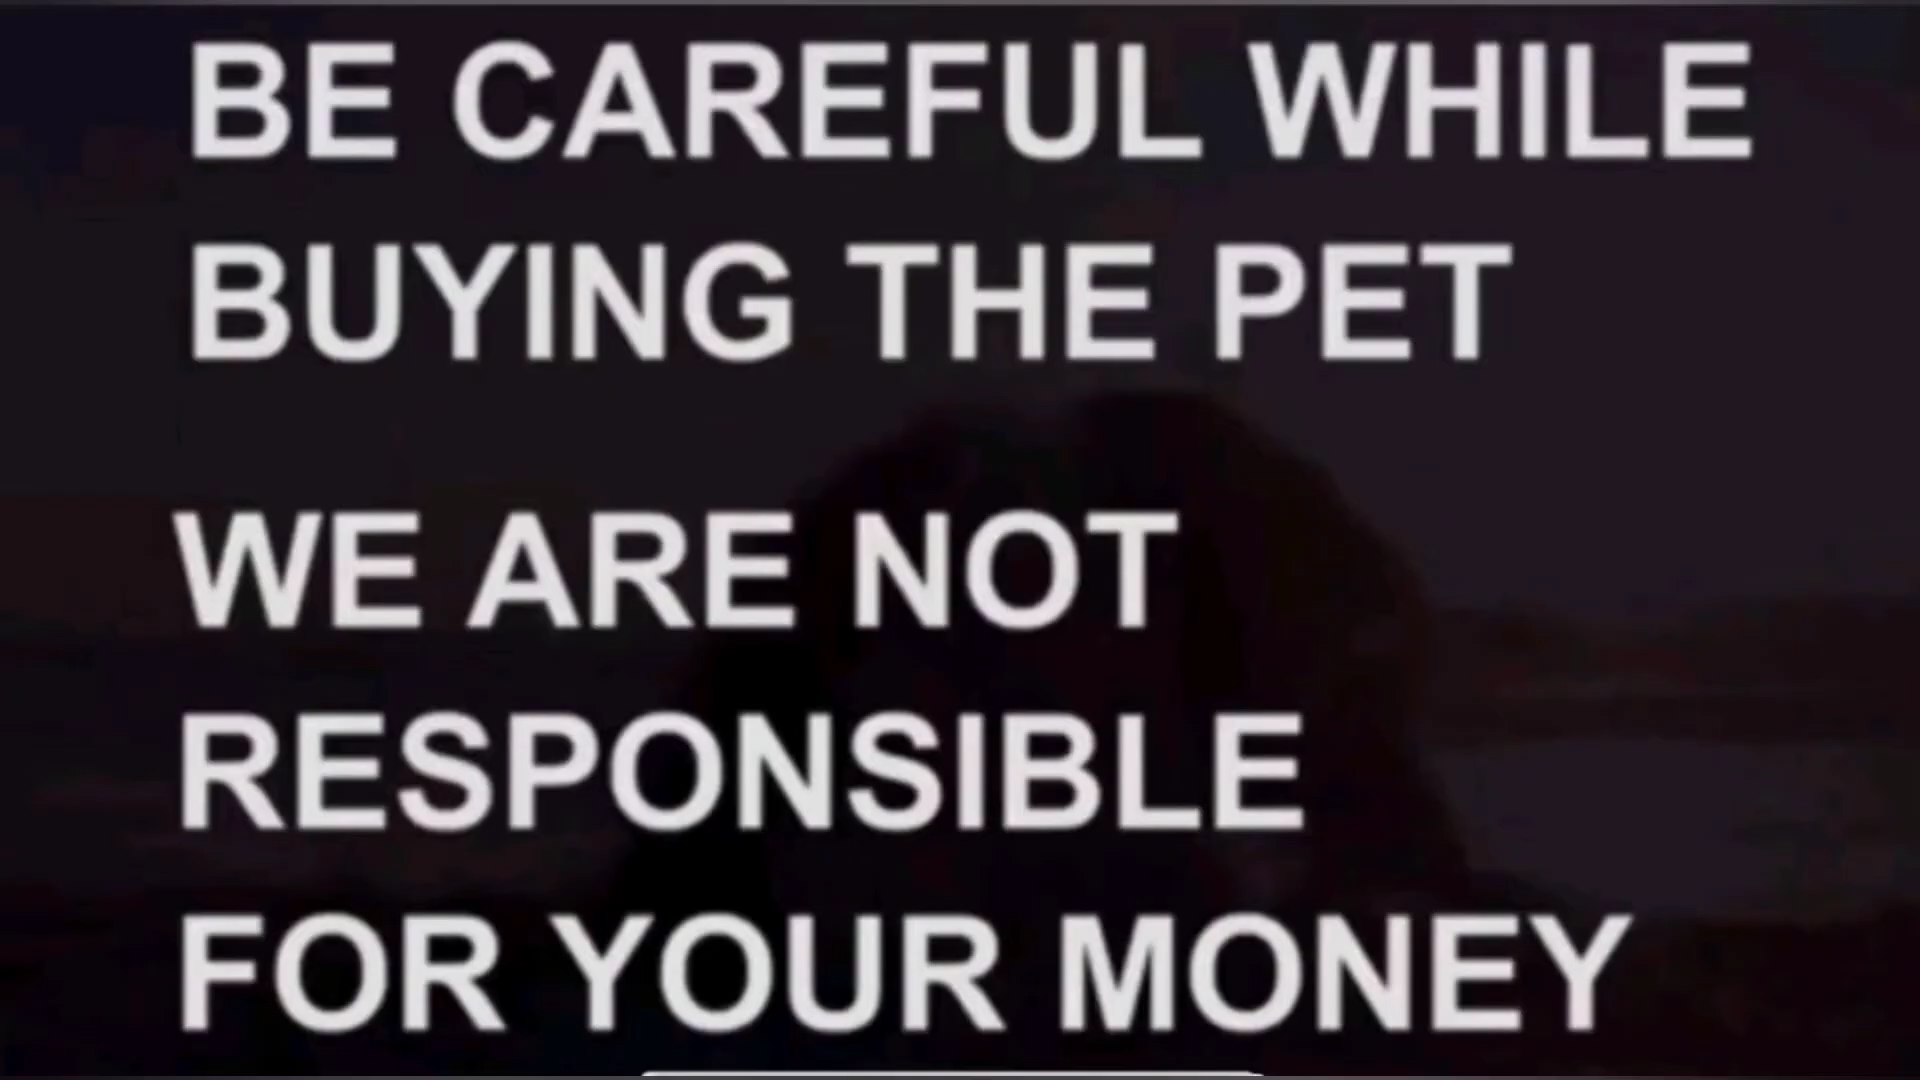 BE CAREFUL WHILE
BUYING THE PET
WE ARE NOT
RESPONSIBLE
FOR YOUR MONEY